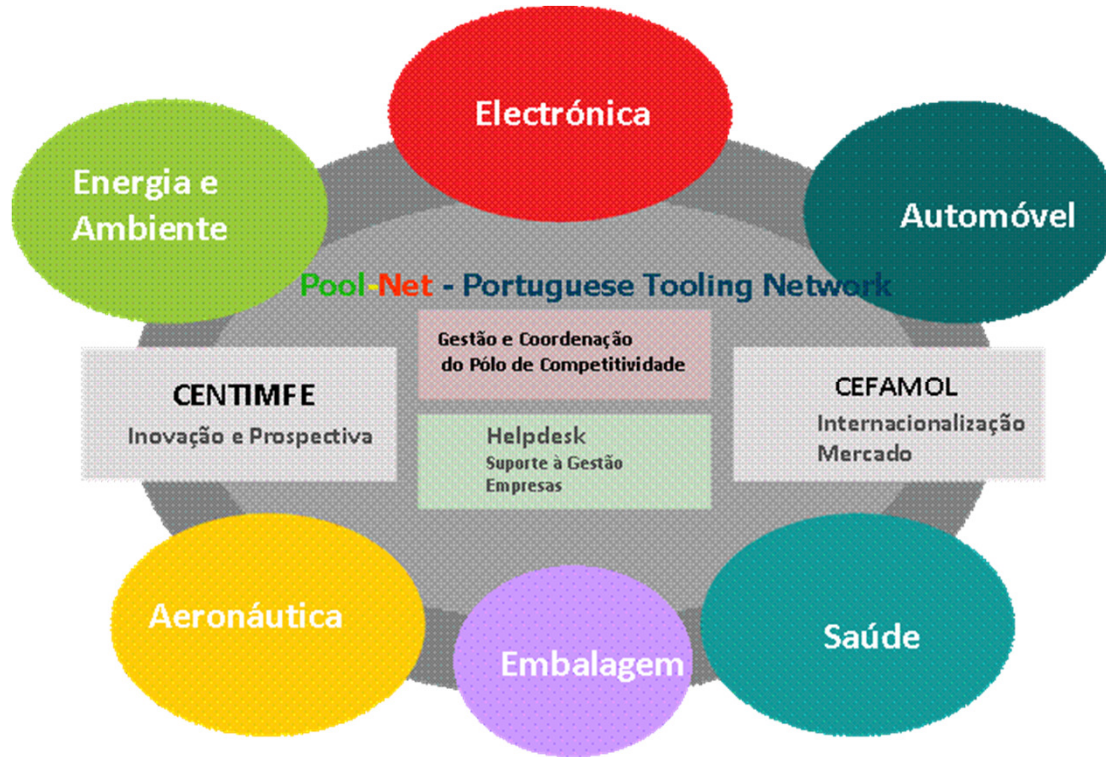 Electrónica
Energia e
Ambiente
Automóvel
Pool-Net - Portuguese Tooling Network
Gestão e Coordenação
do Pólo de Competitividade
CENTIMFE
Inovação e Prospectiva
Helpdesk
Suporte à Gestão
Empresas
CEFAMOL
Internacionalização
Mercado
Aeronáutica
Embalagem
Saúde